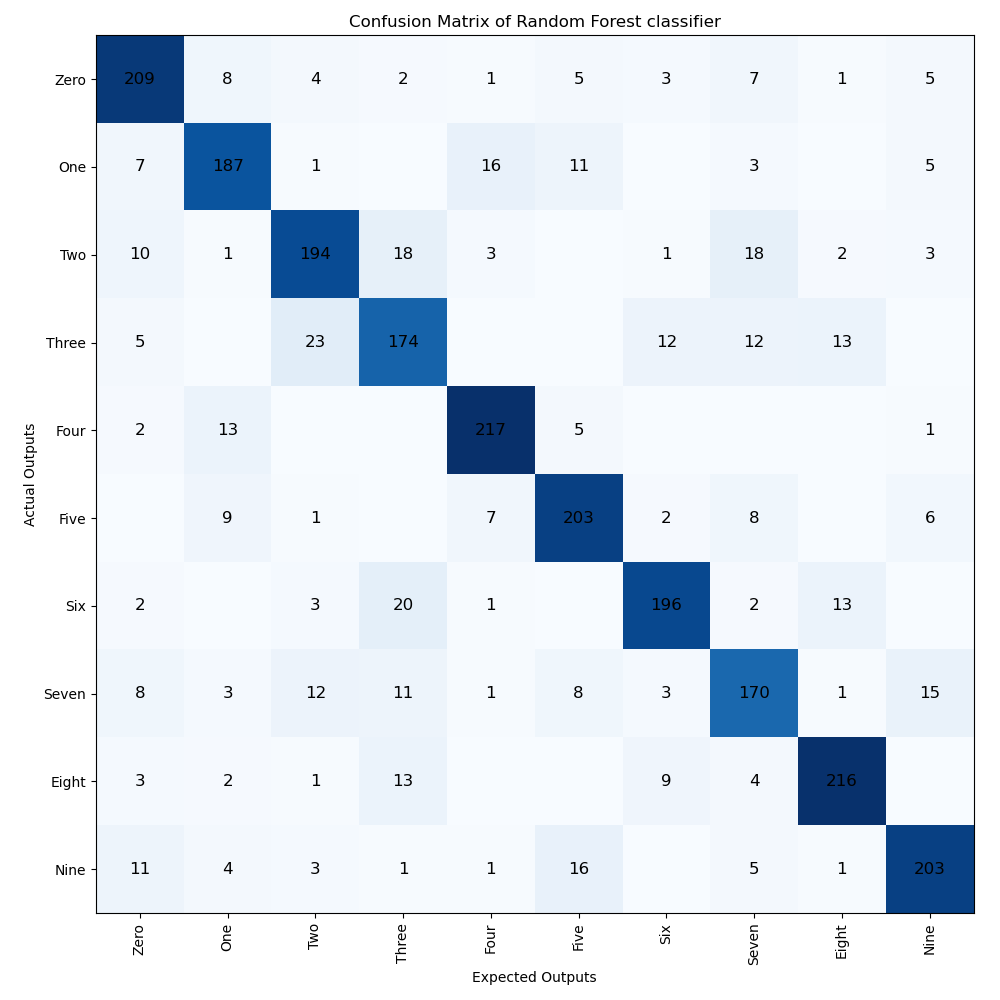 Confusion Matrix of Random Forest classifier
Zero 209 8 4 2 1 5 3 7 1 5
One 7 187 1 16 11 3 5
Two 10 1 194 18 3 1 18 2 3
Three 5 23 174 12 12 13
Four 2 13 217 5 1
Five 9 1 7 203 2 8 6
Six 2 3 20 1 196 2 13
Seven 8 3 12 11 1 8 3 170 1 15
Eight 3 2 1 13 9 4 216
Nine 11 4 3 1 1 16 5 1 203
Actual Outputs
Zero One Two Three Four Five Six Seven Eight Nine
Expected Outputs